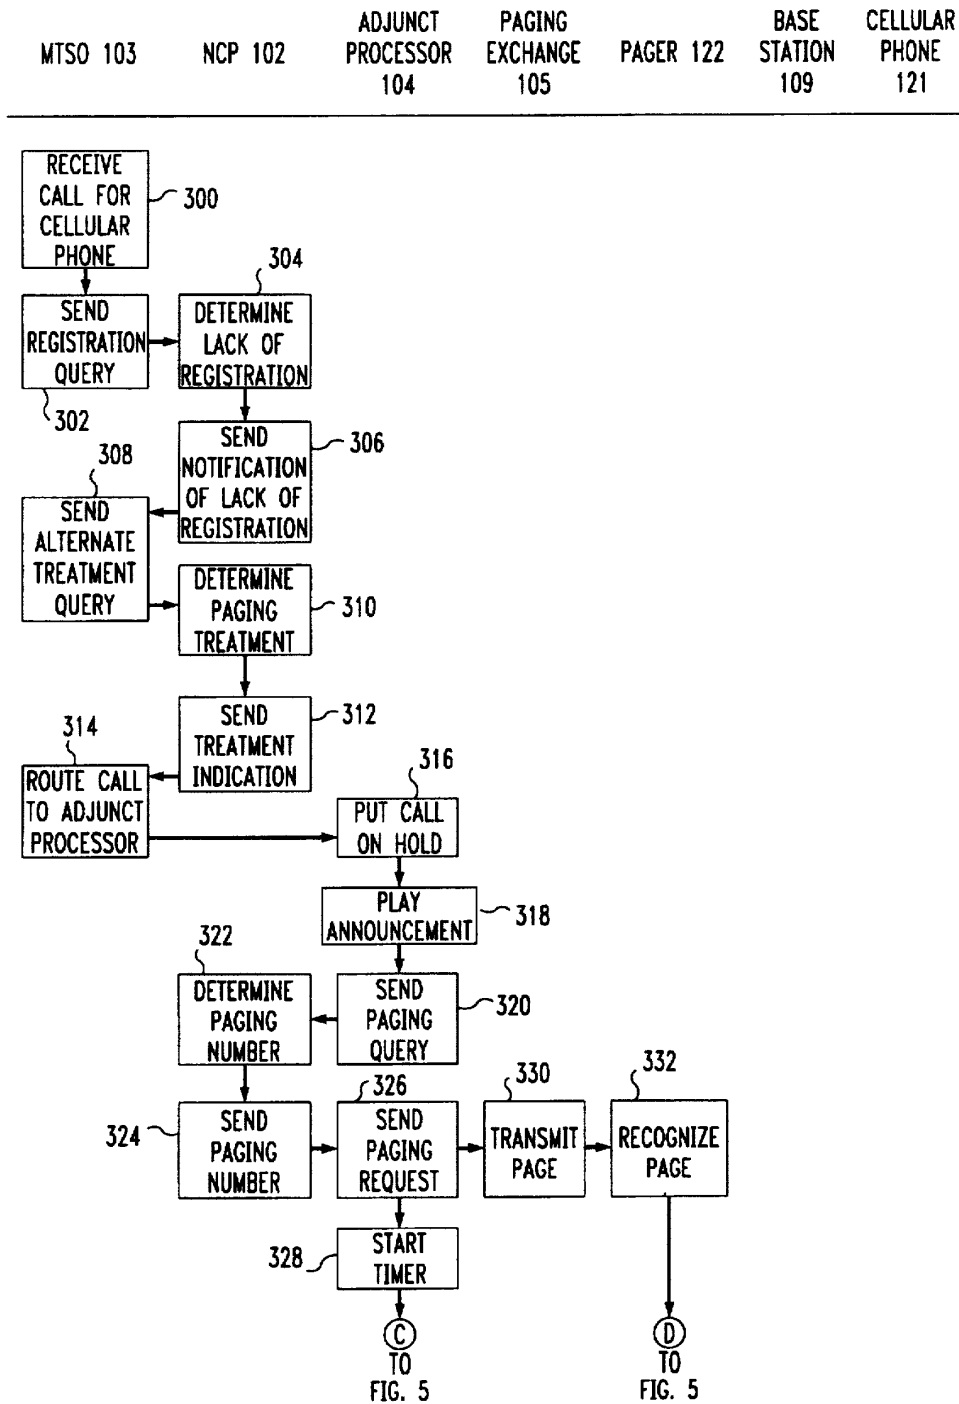 MTSO 103
NCP 102
ADJUNCT
PROCESSOR
104
PAGING
EXCHANGE
105
PAGER 122
BASE
STATION
109
CELLULAR
PHONE
121
RECEIVE
CALL FOR
CELLULAR
PHONE
300
SEND
REGISTRATION
QUERY
302
304
DETERMINE
LACK OF
REGISTRATION
SEND
NOTIFICATION
OF LACK OF
REGISTRATION
306
308
SEND
ALTERNATE
TREATMENT
QUERY
DETERMINE
PAGING
TREATMENT
310
SEND
TREATMENT
INDICATION
312
314
ROUTE CALL
TO ADJUNCT
PROCESSOR
316
PUT CALL
ON HOLD
PLAY
ANNOUNCEMENT
318
322
DETERMINE
PAGING
NUMBER
SEND
PAGING
QUERY
320
324
SEND
PAGING
NUMBER
326
SEND
PAGING
REQUEST
330
TRANSMIT
PAGE
332
RECOGNIZE
PAGE
328
START
TIMER
C
TO
FIG. 5
D
TO
FIG. 5